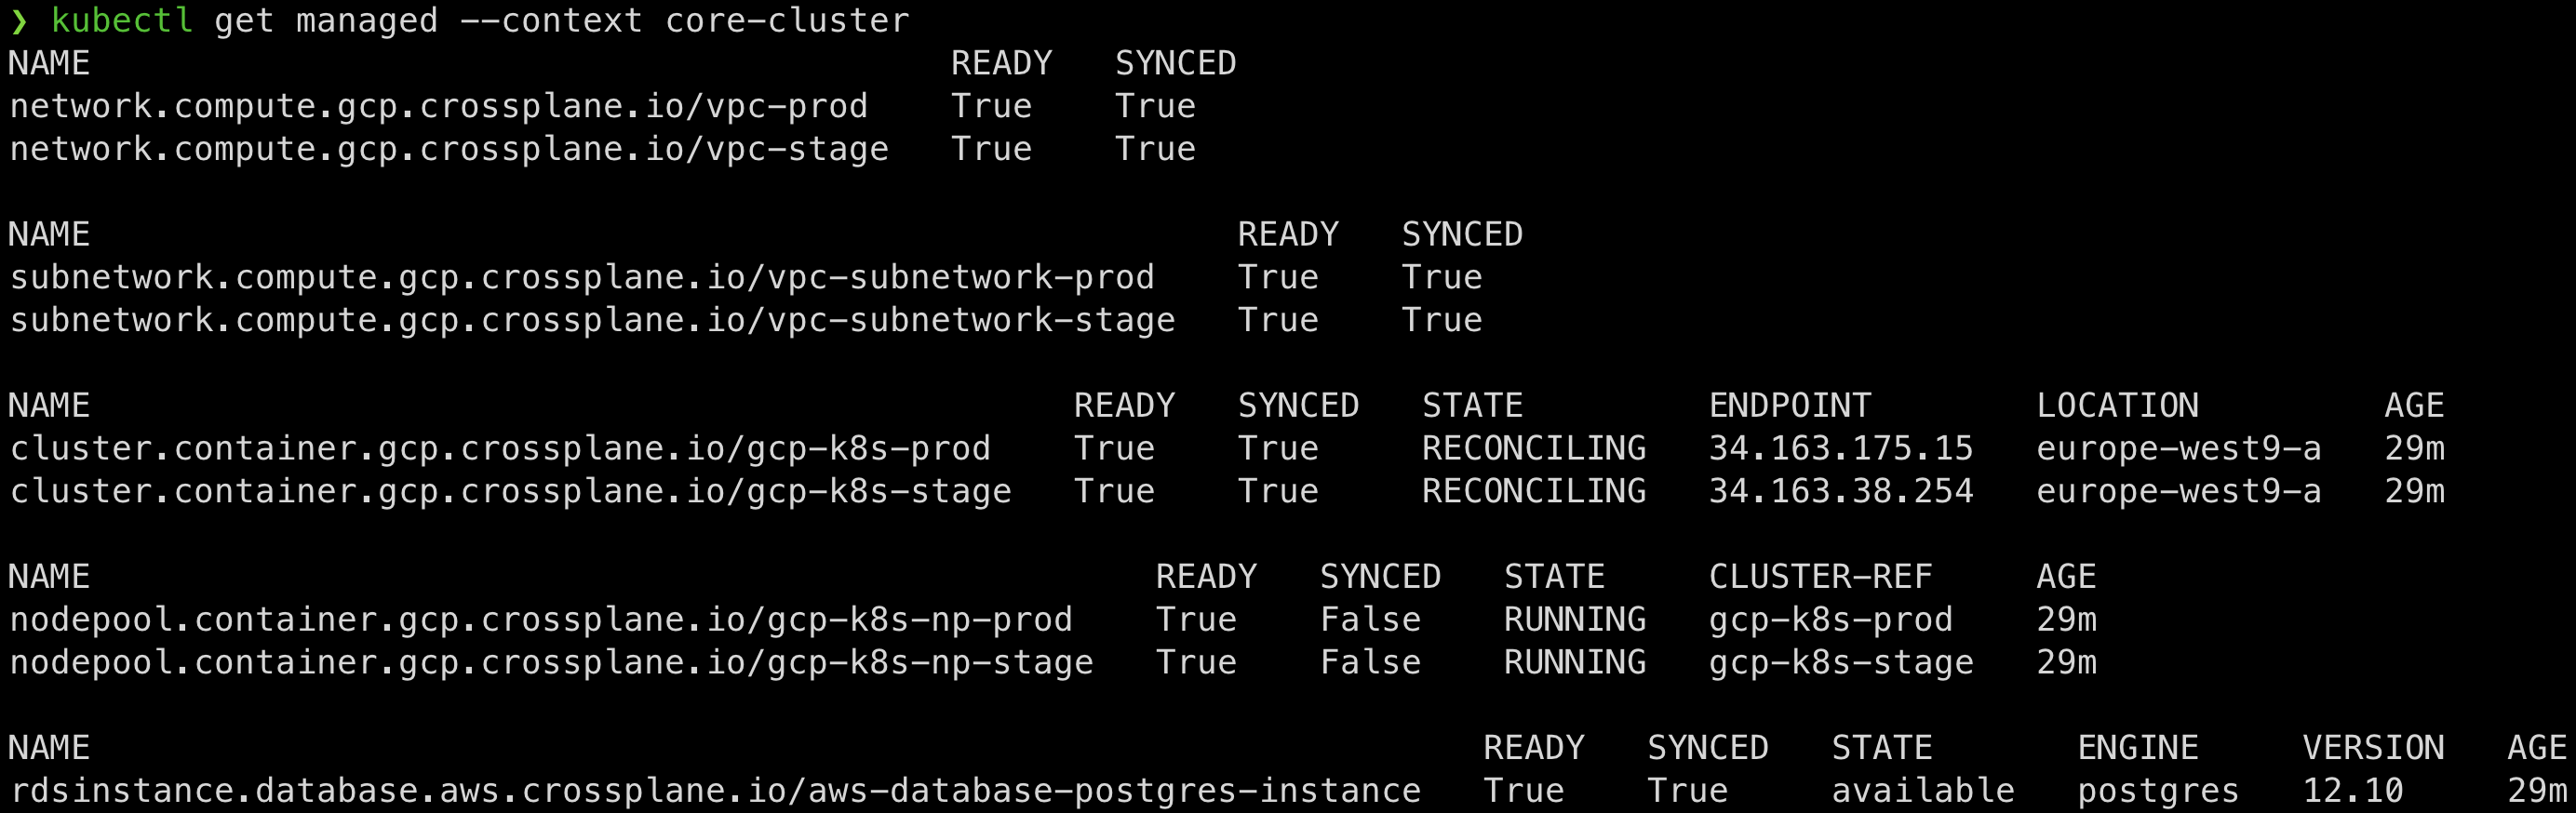 ❯ kubectl get managed --context core-cluster
NAME READY SYNCED
network.compute.gcp.crossplane.io/vpc-prod True True
network.compute.gcp.crossplane.io/vpc-stage True True
NAME READY SYNCED
subnetwork.compute.gcp.crossplane.io/vpc-subnetwork-prod True True
subnetwork.compute.gcp.crossplane.io/vpc-subnetwork-stage True True
NAME READY SYNCED STATE ENDPOINT LOCATION AGE
cluster.container.gcp.crossplane.io/gcp-k8s-prod True True RECONCILING 34.163.175.15 europe-west9-a 29m
cluster.container.gcp.crossplane.io/gcp-k8s-stage True True RECONCILING 34.163.38.254 europe-west9-a 29m
NAME READY SYNCED STATE CLUSTER-REF AGE
nodepool.container.gcp.crossplane.io/gcp-k8s-np-prod True False RUNNING gcp-k8s-prod 29m
nodepool.container.gcp.crossplane.io/gcp-k8s-np-stage True False RUNNING gcp-k8s-stage 29m
NAME READY SYNCED STATE ENGINE VERSION AGE
rdsinstance.database.aws.crossplane.io/aws-database-postgres-instance True True available postgres 12.10 29m